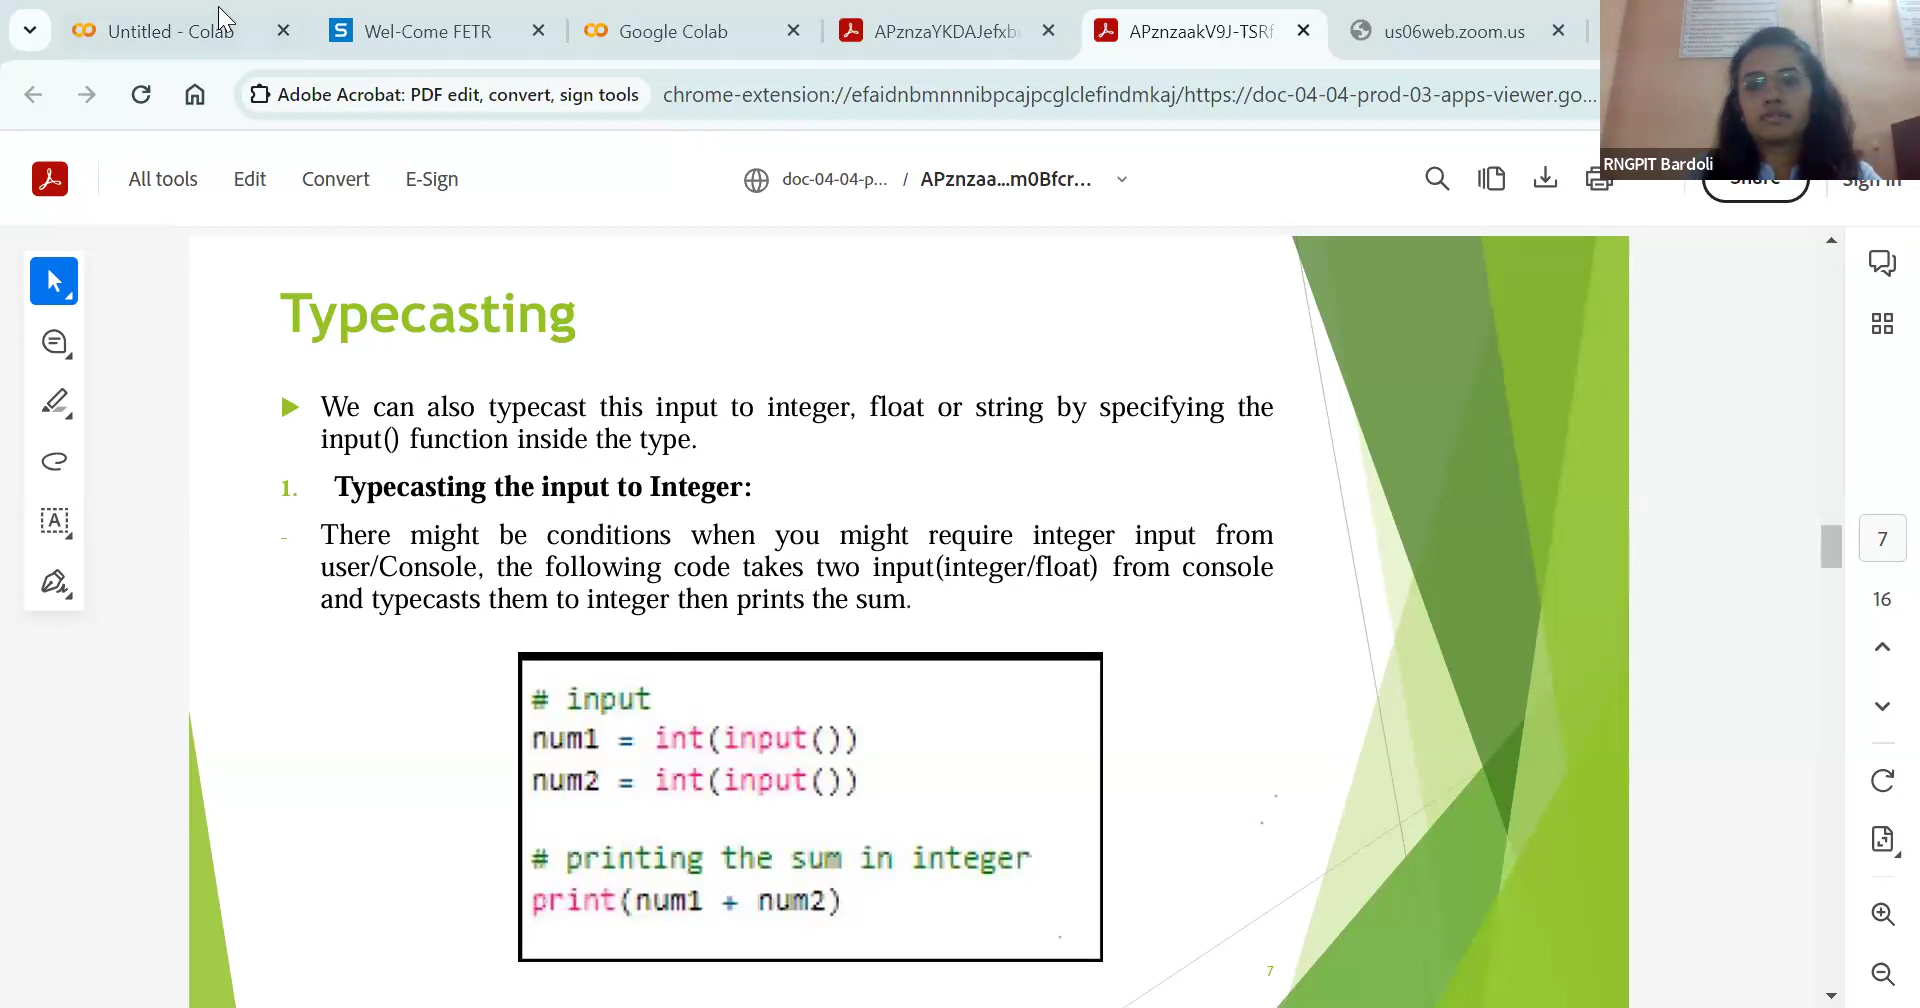 Untitled - Colab
Wel-Come FETR
Google Colab
APznzaYKDAJefxb
APznzaakV9J-TSRf
us06web.zoom.us
Adobe Acrobat: PDF edit, convert, sign tools
chrome-extension://efaidnbmnnnibpcajpcglclefindmkaj/https://doc-04-04-prod-03-apps-viewer.go...
RNGPIT Bardoli
All tools
Edit
Convert
E-Sign
doc-04-04-p... / APznzaa...m0Bfcr...
Share
Sign in
Typecasting
We can also typecast this input to integer, float or string by specifying the
input() function inside the type.
1. Typecasting the input to Integer:
- There might be conditions when you might require integer input from
user/Console, the following code takes two input(integer/float) from console
and typecasts them to integer then prints the sum.
# input
num1 = int(input())
num2 = int(input())
# printing the sum in integer
print(num1 + num2)
7
7
16